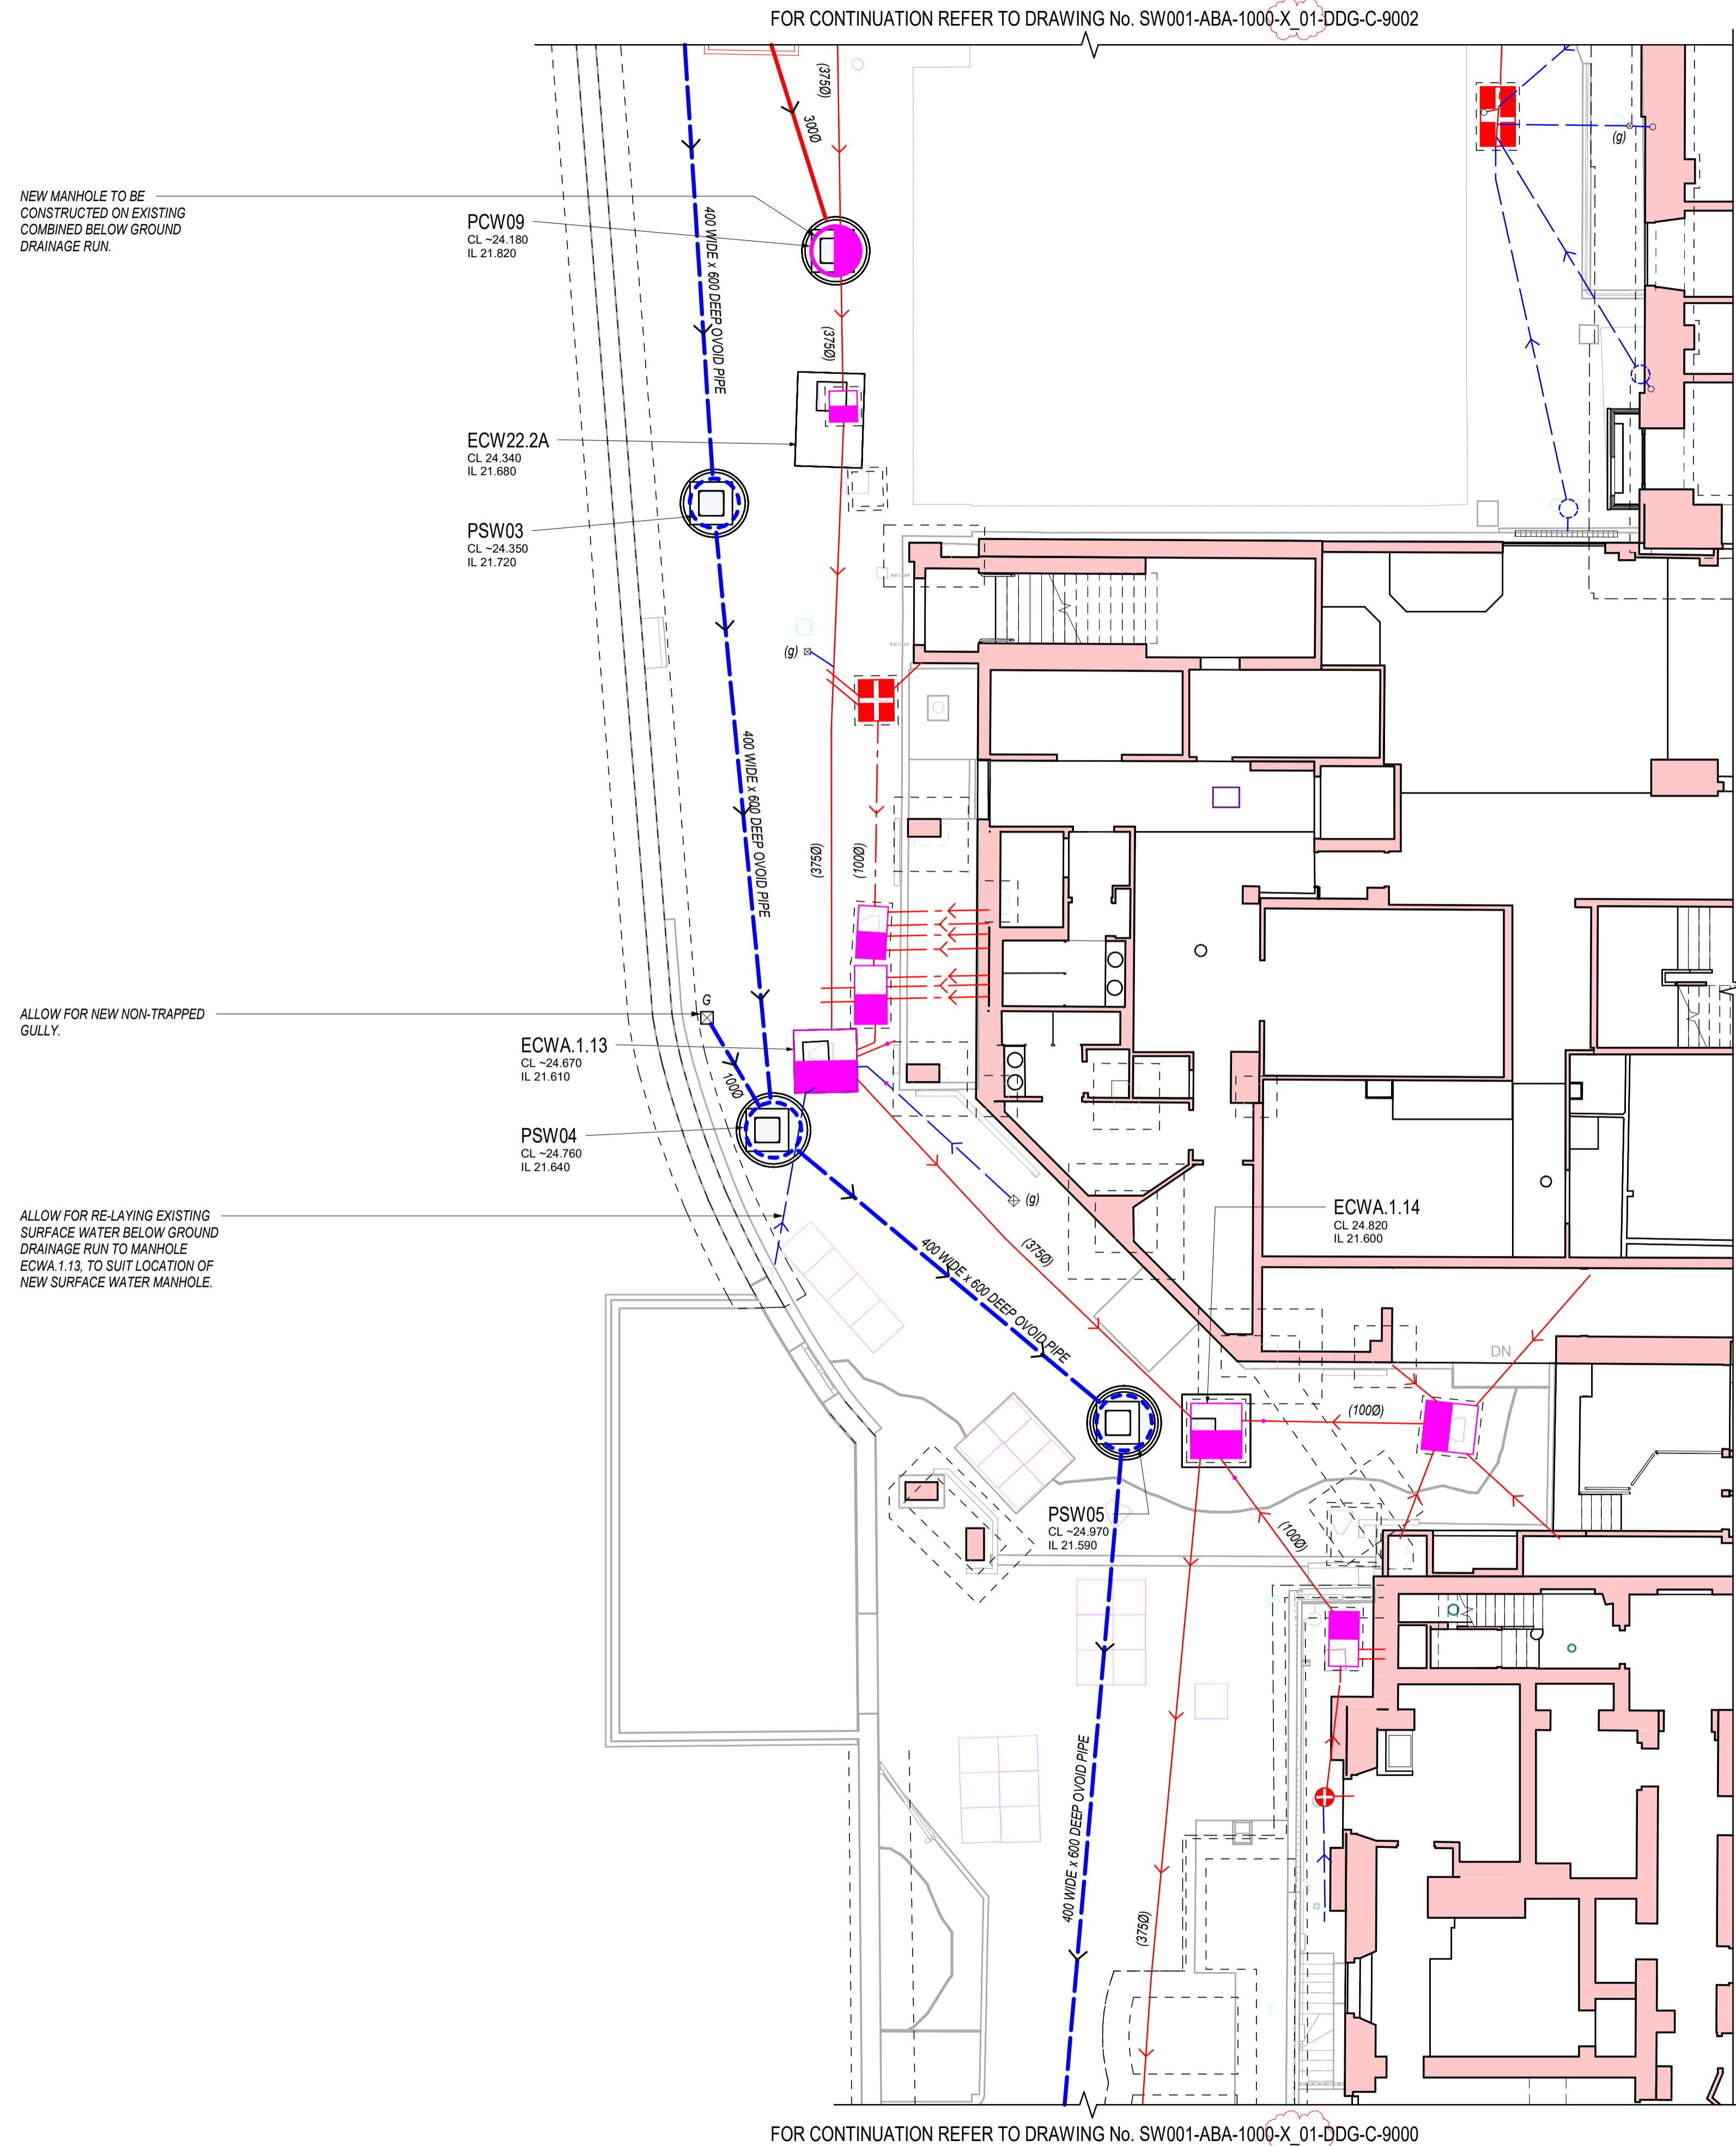 FOR CONTINUATION REFER TO DRAWING No. SW001-ABA-1000-X_01-DDG-C-9002
(375Ø)
300Ø
(g)
NEW MANHOLE TO BE
CONSTRUCTED ON EXISTING
COMBINED BELOW GROUND
DRAINAGE RUN.
PCW09
CL ~24.180
IL 21.820
400 WIDE x 600 DEEP OVOID PIPE
(375Ø)
ECW22.2A
CL 24.340
IL 21.680
PSW03
CL ~24.350
IL 21.720
(g)
400 WIDE x 600 DEEP OVOID PIPE
(375Ø)
(100Ø)
G
ALLOW FOR NEW NON-TRAPPED
GULLY.
ECWA.1.13
CL ~24.670
IL 21.610
100Ø
PSW04
CL ~24.760
IL 21.640
(g)
ECWA.1.14
CL 24.820
IL 21.600
ALLOW FOR RE-LAYING EXISTING
SURFACE WATER BELOW GROUND
DRAINAGE RUN TO MANHOLE
ECWA.1.13, TO SUIT LOCATION OF
NEW SURFACE WATER MANHOLE.
(375Ø)
400 WIDE x 600 DEEP OVOID PIPE
DN
(100Ø)
PSW05
CL ~24.970
IL 21.590
(100Ø)
400 WIDE x 600 DEEP OVOID PIPE
(375Ø)
FOR CONTINUATION REFER TO DRAWING No. SW001-ABA-1000-X_01-DDG-C-9000